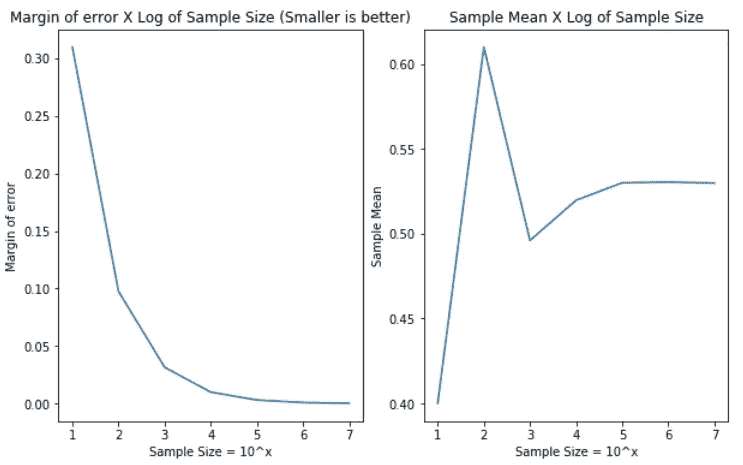 Margin of error X Log of Sample Size (Smaller is better)
Margin of error
0.30
0.25
0.20
0.15
0.10
0.05
0.00
1 2 3 4 5 6 7
Sample Size = 10^x
Sample Mean X Log of Sample Size
Sample Mean
0.60
0.55
0.50
0.45
0.40
1 2 3 4 5 6 7
Sample Size = 10^x